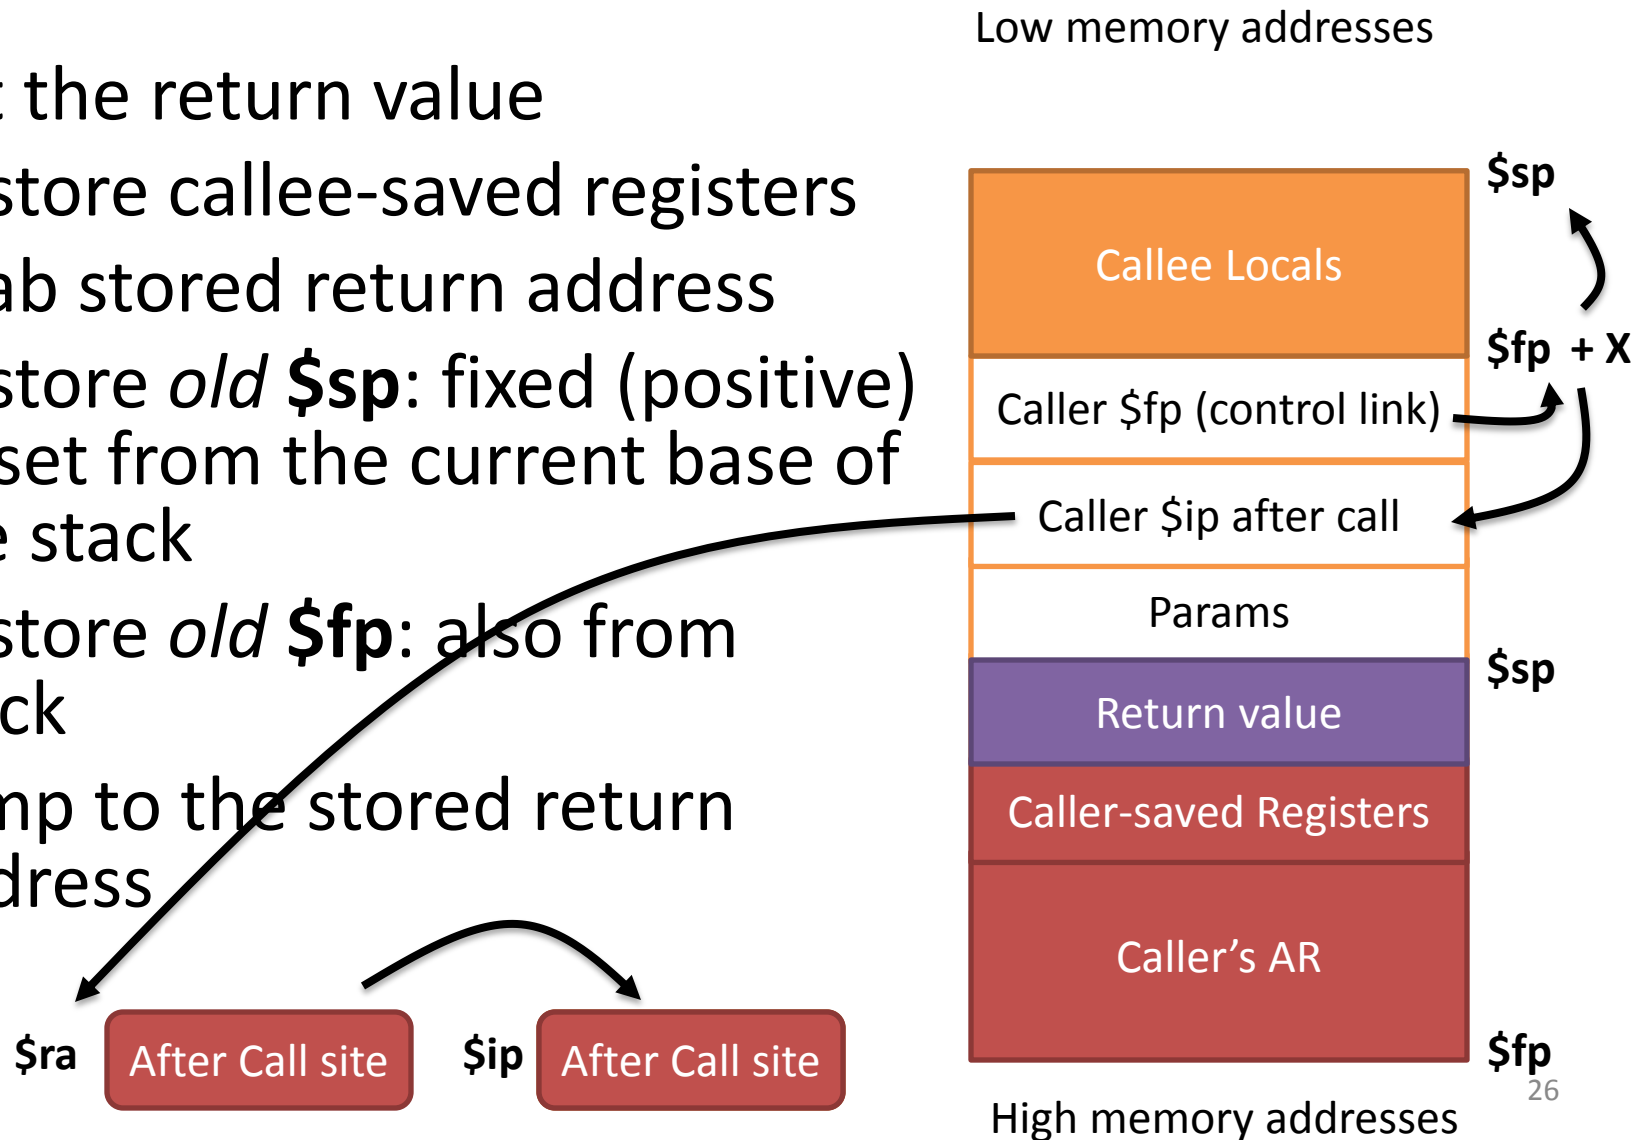 t the return value
store callee-saved registers
ab stored return address
store old $sp: fixed (positive)
set from the current base of
e stack
store old $fp: also from
ck
mp to the stored return
dress
$ra
After Call site
$ip
After Call site
Low memory addresses
$sp
Callee Locals
$fp + X
Caller $fp (control link)
Caller $ip after call
Params
$sp
Return value
Caller-saved Registers
Caller's AR
$fp
26
High memory addresses